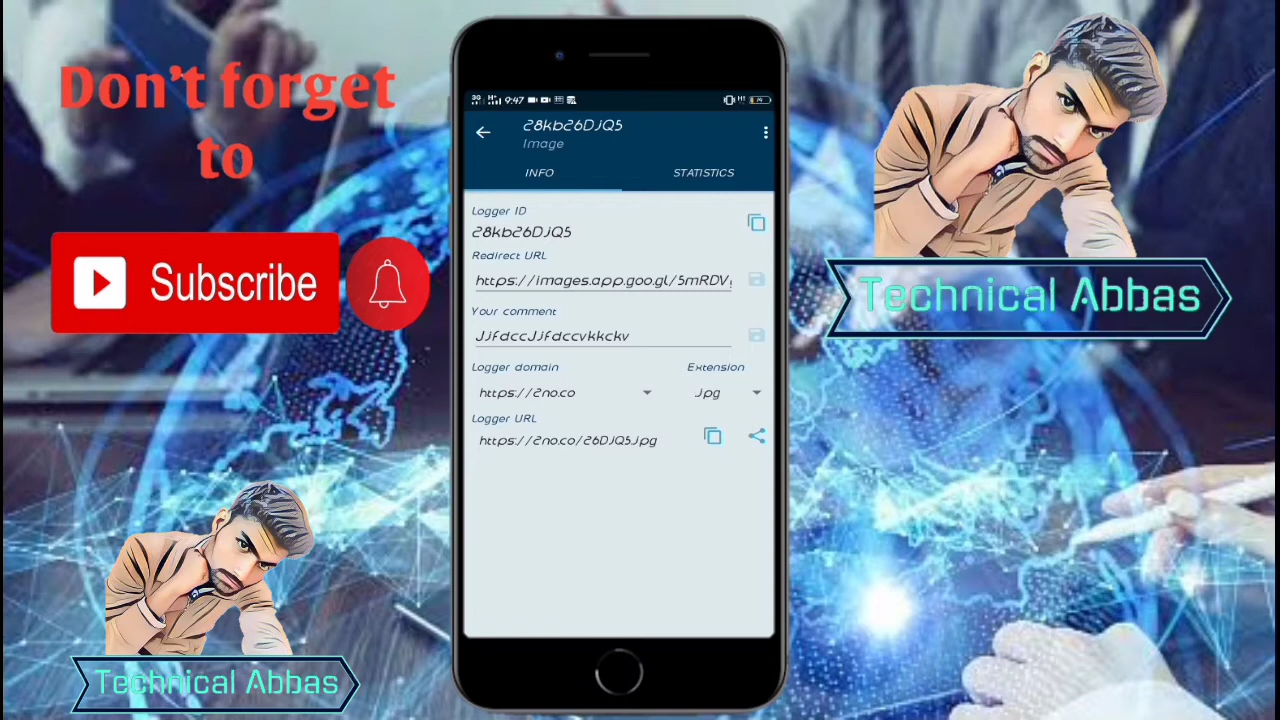 Don't forget
to
Subscribe
Technical Abbas
Technical Abbas
9:47
28kb26DJQ5
Image
INFO
STATISTICS
Logger ID
28kb26DJQ5
Redirect URL
https://images.app.goo.gl/5mRDV
Your comment
JjfdccJjfdccvkkckv
Logger domain
Extension
https://2no.co
.jpg
Logger URL
https://2no.co/26DJQ5.jpg